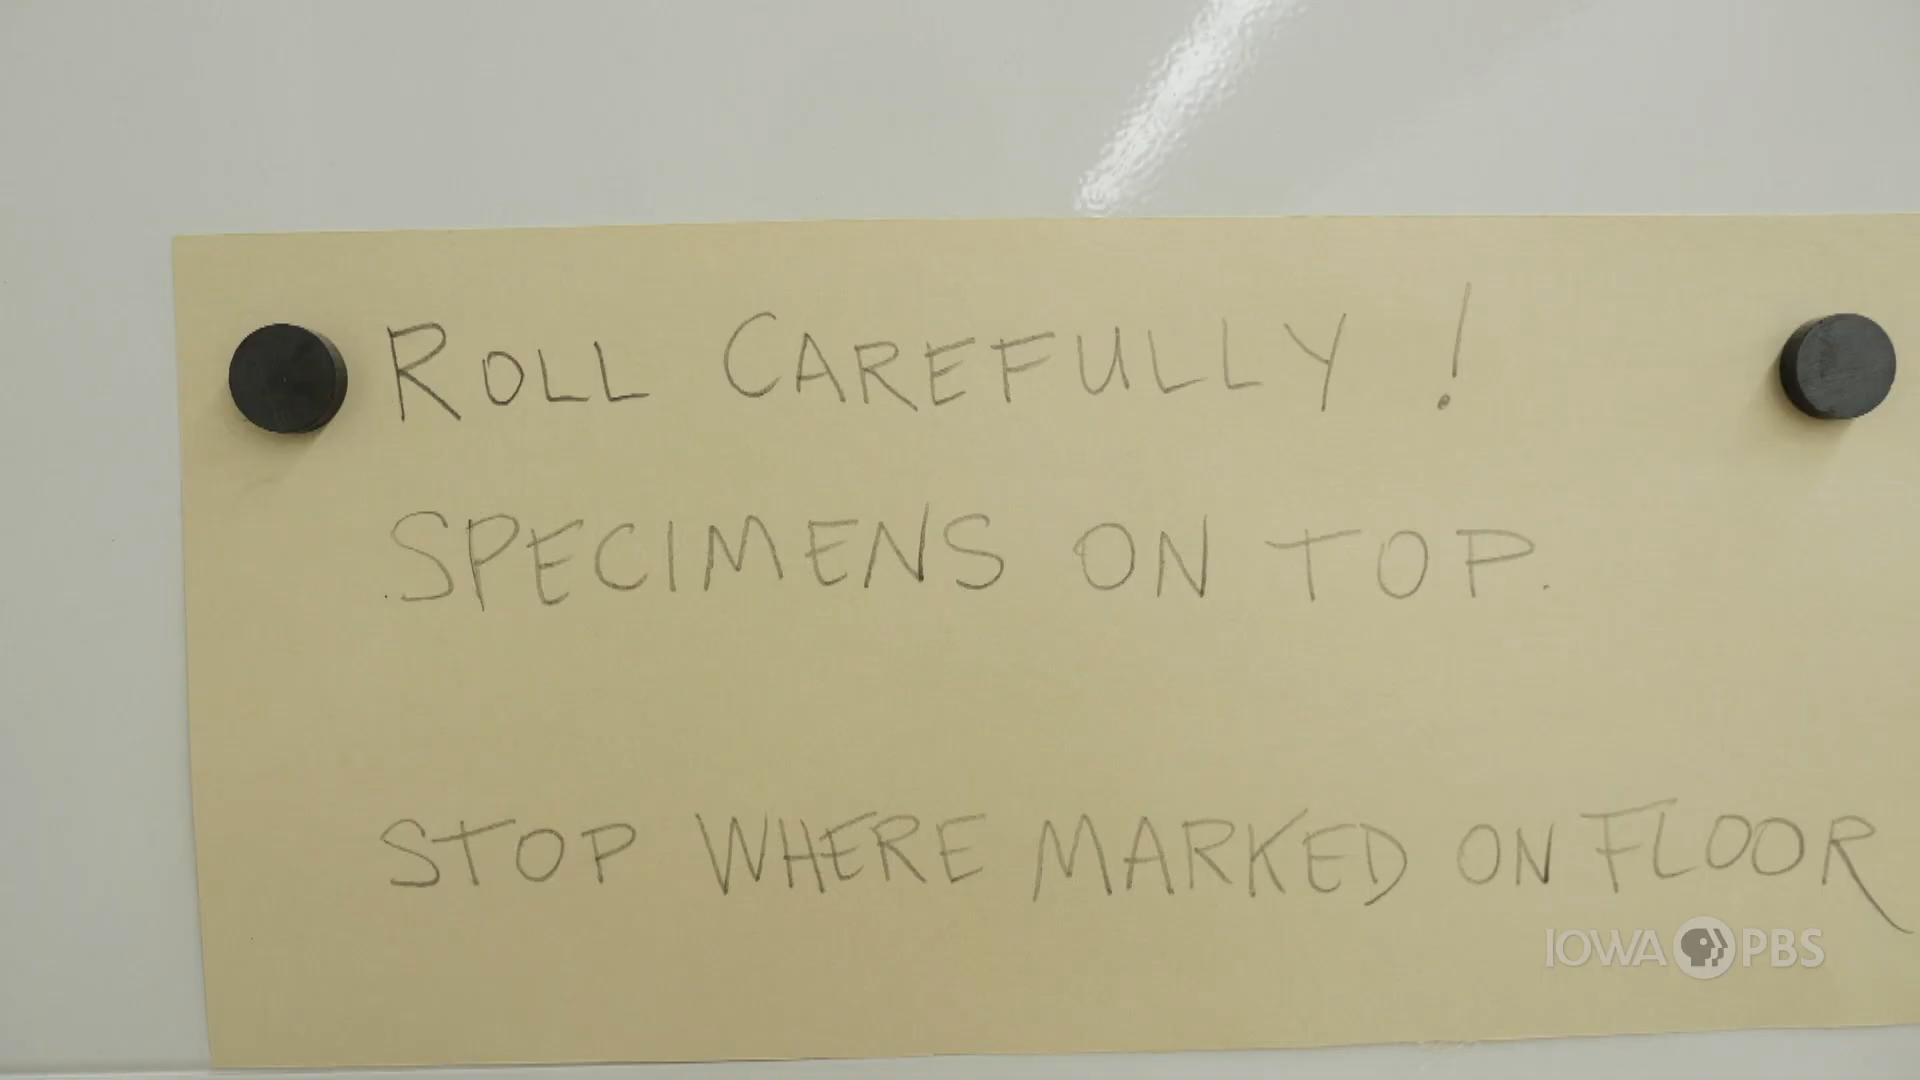 ROLL CAREFULLY !
SPECIMENS ON TOP.
STOP WHERE MARKED ON FLOOR
IOWA PBS